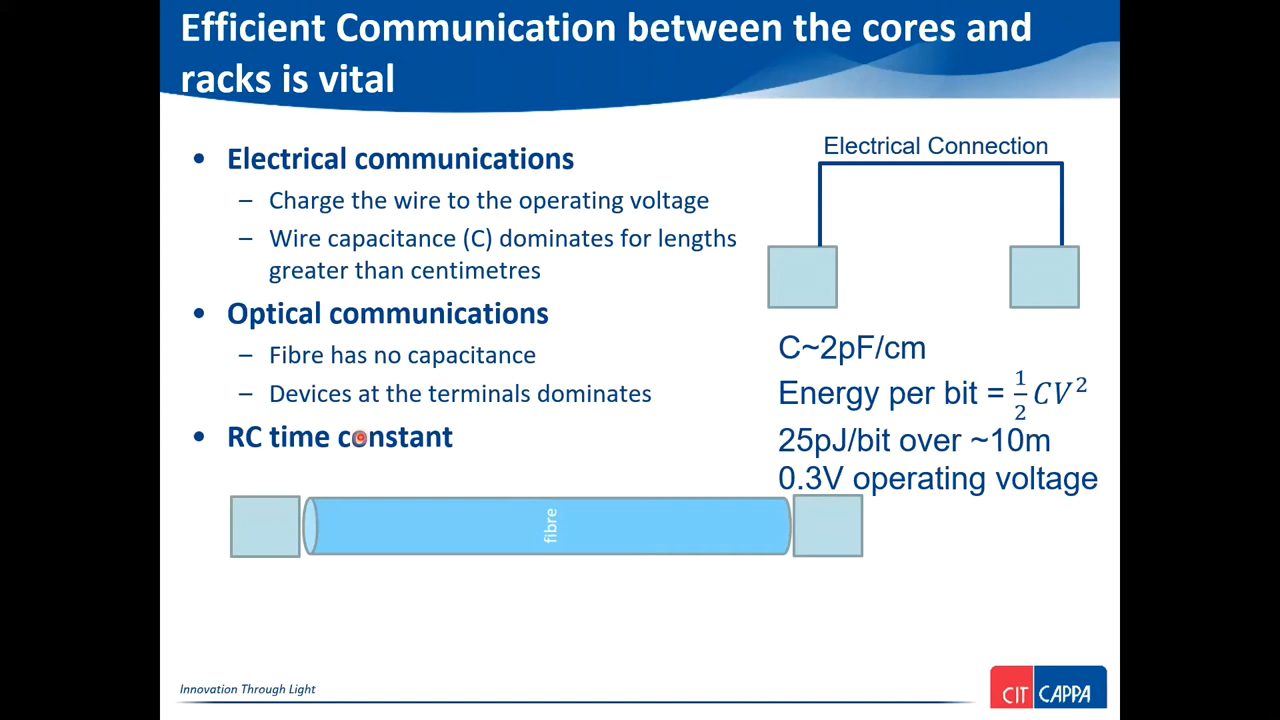 Efficient Communication between the cores and
racks is vital
• Electrical communications
– Charge the wire to the operating voltage
– Wire capacitance (C) dominates for lengths
greater than centimetres
• Optical communications
– Fibre has no capacitance
– Devices at the terminals dominates
• RC time constant
Electrical Connection
C~2pF/cm
Energy per bit = 1/2 CV²
25pJ/bit over ~10m
0.3V operating voltage
fibre
Innovation Through Light
CIT CAPPA